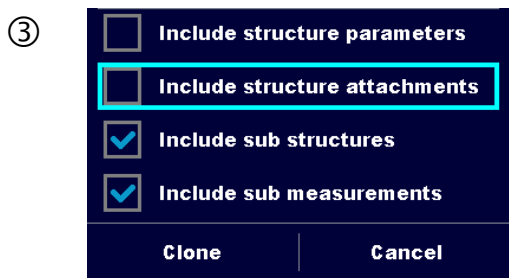 ③
Include structure parameters
Include structure attachments
Include sub structures
Include sub measurements
Clone Cancel